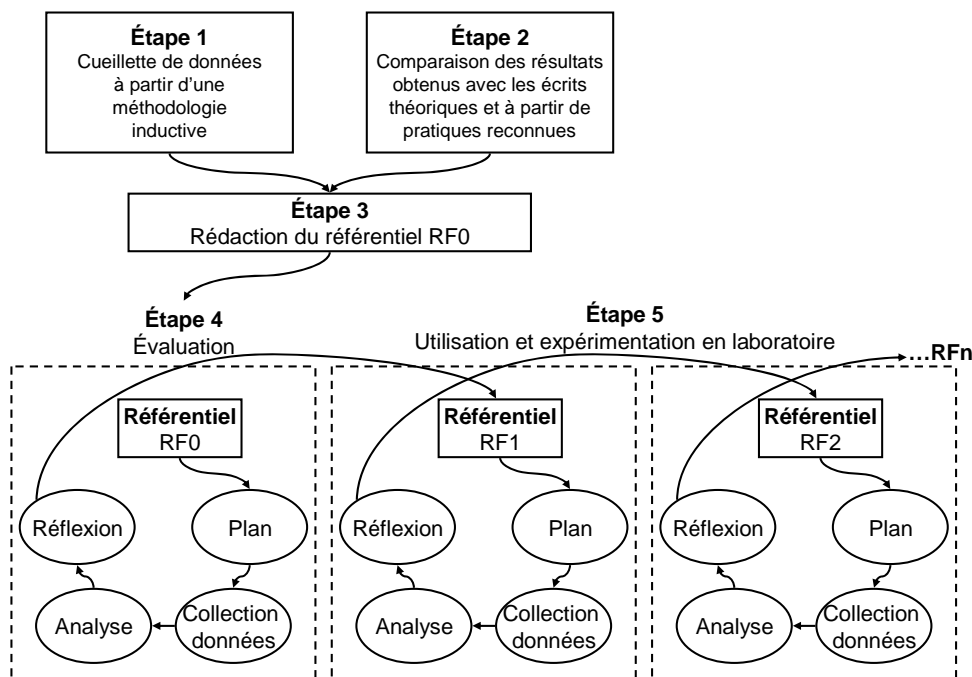 Étape 1
Cueillette de données
à partir d'une
méthodologie
inductive
Étape 2
Comparaison des résultats
obtenus avec les écrits
théoriques et à partir de
pratiques reconnues
Étape 3
Rédaction du référentiel RF0
Étape 4
Évaluation
Étape 5
Utilisation et expérimentation en laboratoire
...RFn
Référentiel
RF0
Réflexion
Plan
Analyse
Collection
données
Référentiel
RF1
Réflexion
Plan
Analyse
Collection
données
Référentiel
RF2
Réflexion
Plan
Analyse
Collection
données